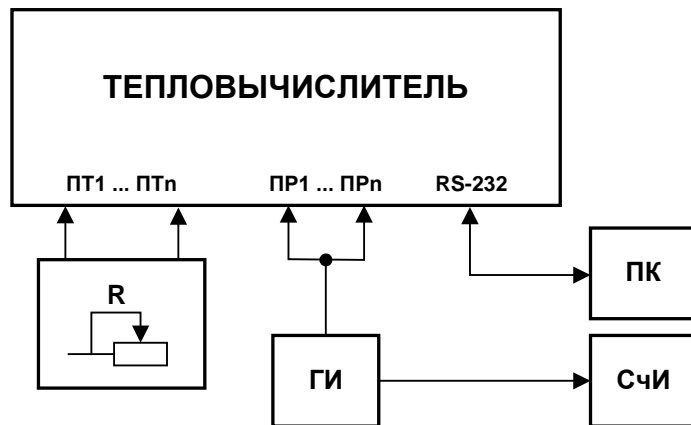 ТЕПЛОВЫЧИСЛИТЕЛЬ
ПТ1 ... ПТn ПР1 ... ПРn RS-232
R
ПК
ГИ
СчИ